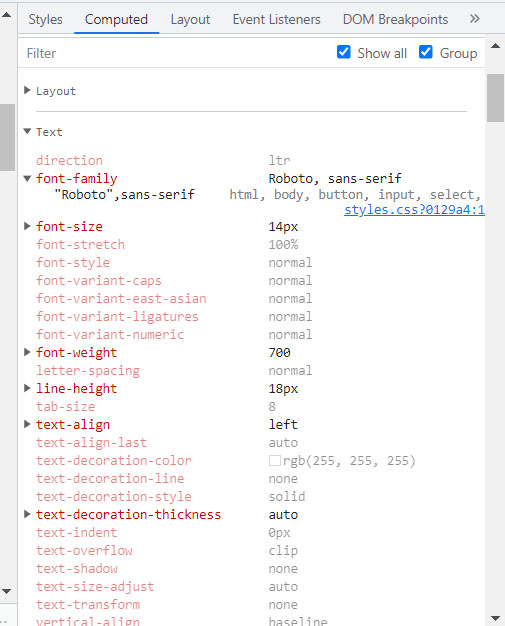 Styles Computed Layout Event Listeners DOM Breakpoints »
Filter Show all Group
Layout
Text
direction ltr
font-family Roboto, sans-serif
"Roboto",sans-serif html, body, button, input, select,
styles.css?0129a4:1
font-size 14px
font-stretch 100%
font-style normal
font-variant-caps normal
font-variant-east-asian normal
font-variant-ligatures normal
font-variant-numeric normal
font-weight 700
letter-spacing normal
line-height 18px
tab-size 8
text-align left
text-align-last auto
text-decoration-color rgb(255, 255, 255)
text-decoration-line none
text-decoration-style solid
text-decoration-thickness auto
text-indent 0px
text-overflow clip
text-shadow none
text-size-adjust auto
text-transform none
vertical-align baseline